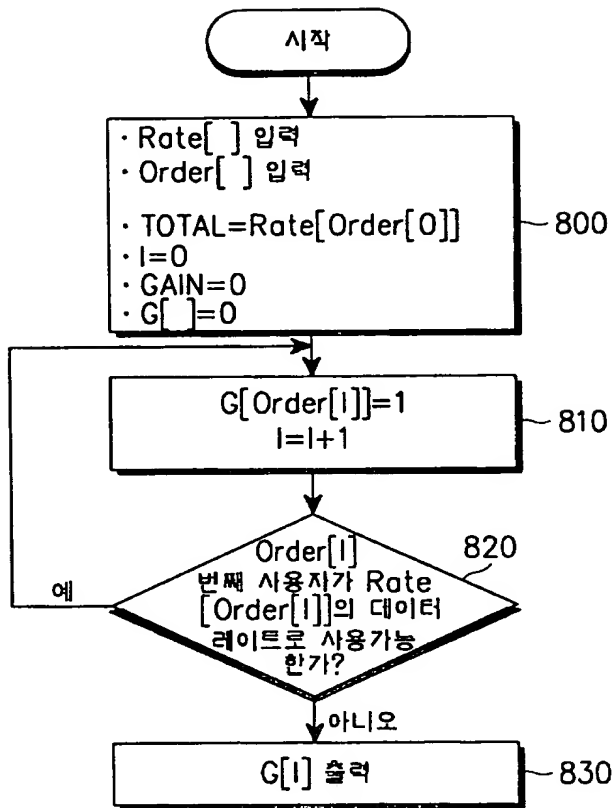 시작
· Rate[ ] 입력
· Order[ ] 입력
· TOTAL=Rate[Order[0]]
· I=0
· GAIN=0
· G[ ]=0
800
G[Order[I]]=1
I=I+1
810
Order[I]
번째 사용자가 Rate
[Order[I]]의 데이터
레이트로 사용가능
한가?
820
예
아니오
G[I] 출력
830